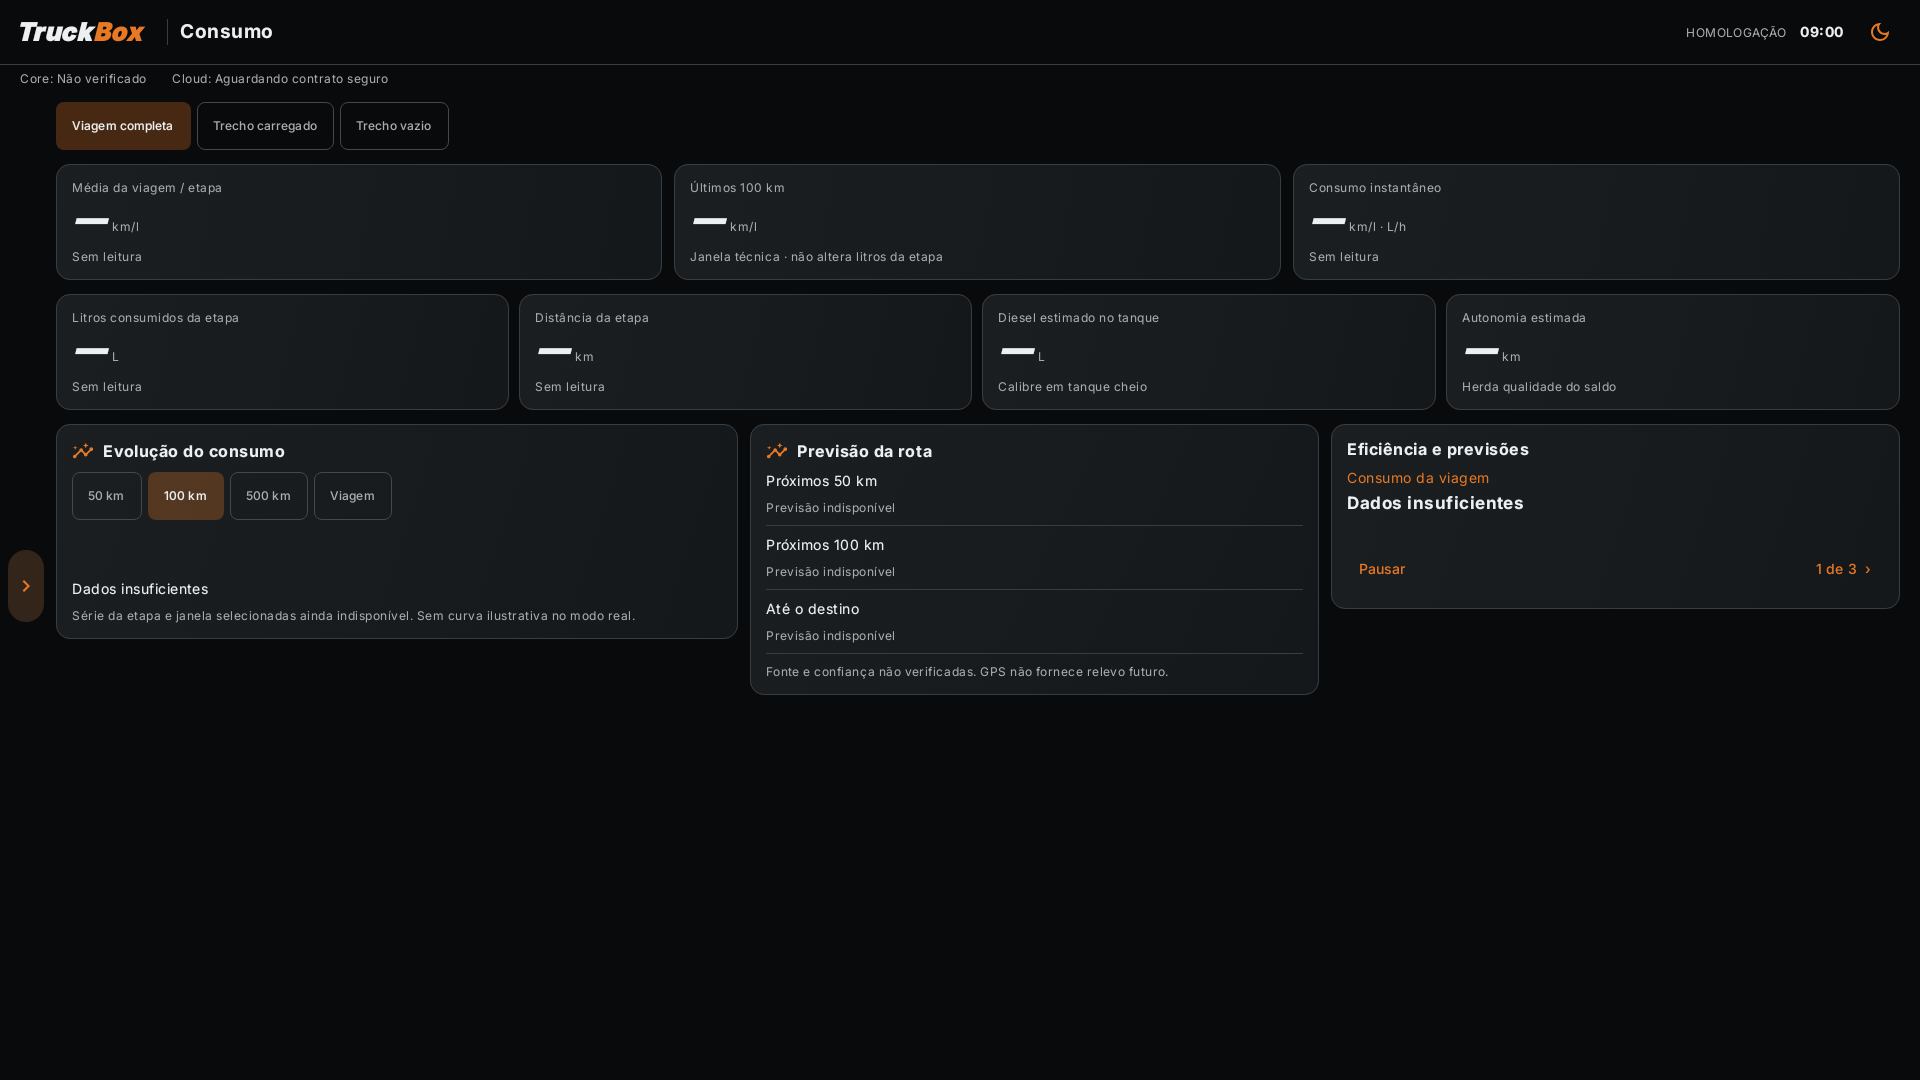 TruckBox
Consumo
HOMOLOGAÇÃO 09:00
Core: Não verificado Cloud: Aguardando contrato seguro
Viagem completa Trecho carregado Trecho vazio
Média da viagem / etapa
— km/l
Sem leitura
Últimos 100 km
— km/l
Janela técnica · não altera litros da etapa
Consumo instantâneo
— km/l · L/h
Sem leitura
Litros consumidos da etapa
— L
Sem leitura
Distância da etapa
— km
Sem leitura
Diesel estimado no tanque
— L
Calibre em tanque cheio
Autonomia estimada
— km
Herda qualidade do saldo
Evolução do consumo
50 km 100 km 500 km Viagem
Dados insuficientes
Série da etapa e janela selecionadas ainda indisponível. Sem curva ilustrativa no modo real.
Previsão da rota
Próximos 50 km
Previsão indisponível
Próximos 100 km
Previsão indisponível
Até o destino
Previsão indisponível
Fonte e confiança não verificadas. GPS não fornece relevo futuro.
Eficiência e previsões
Consumo da viagem
Dados insuficientes
Pausar 1 de 3 ›